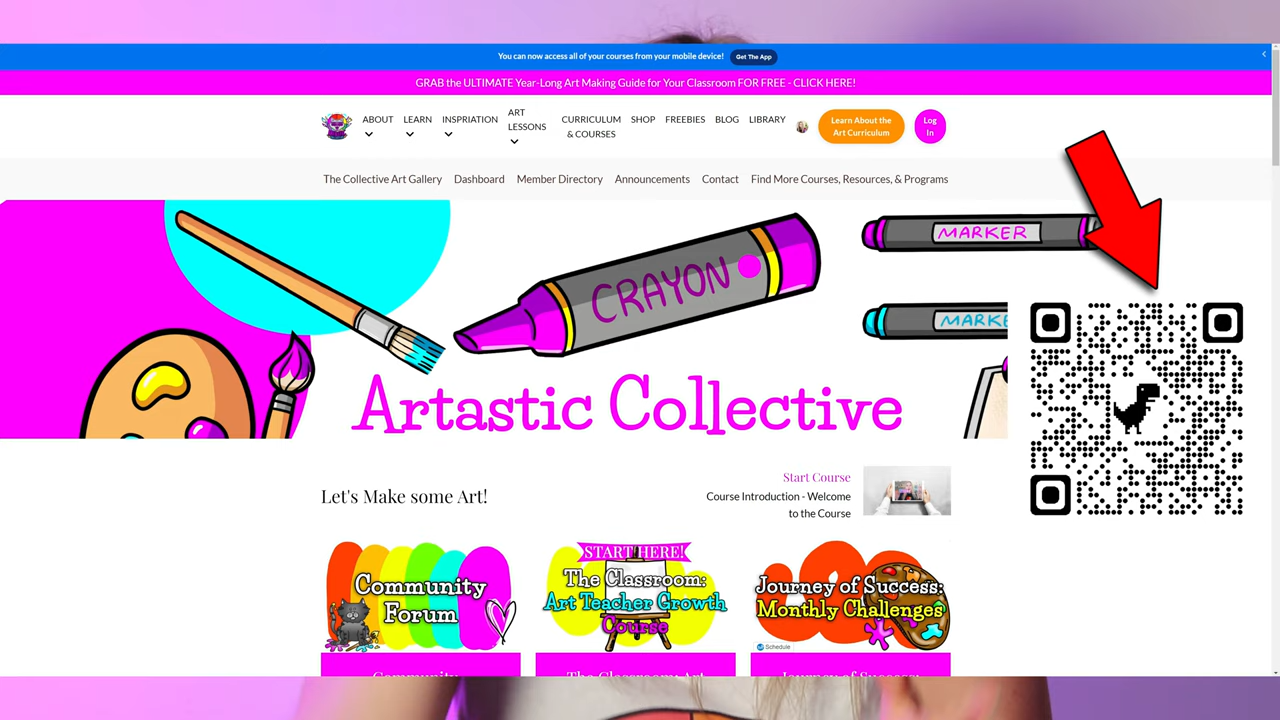 You can now access all of your courses from your mobile device! Get The App
GRAB the ULTIMATE Year-Long Art Making Guide for Your Classroom FOR FREE - CLICK HERE!
ABOUT LEARN INSPRIATION ART LESSONS CURRICULUM & COURSES SHOP FREEBIES BLOG LIBRARY
Learn About the
Art Curriculum
Log
In
The Collective Art Gallery Dashboard Member Directory Announcements Contact Find More Courses, Resources, & Programs
CRAYON
MARKER
Artastic Collective
Let's Make some Art!
Start Course
Course Introduction - Welcome
to the Course
Community
Forum
START HERE!
The Classroom:
Art Teacher Growth
Course
Journey of Success:
Monthly Challenges
Schedule